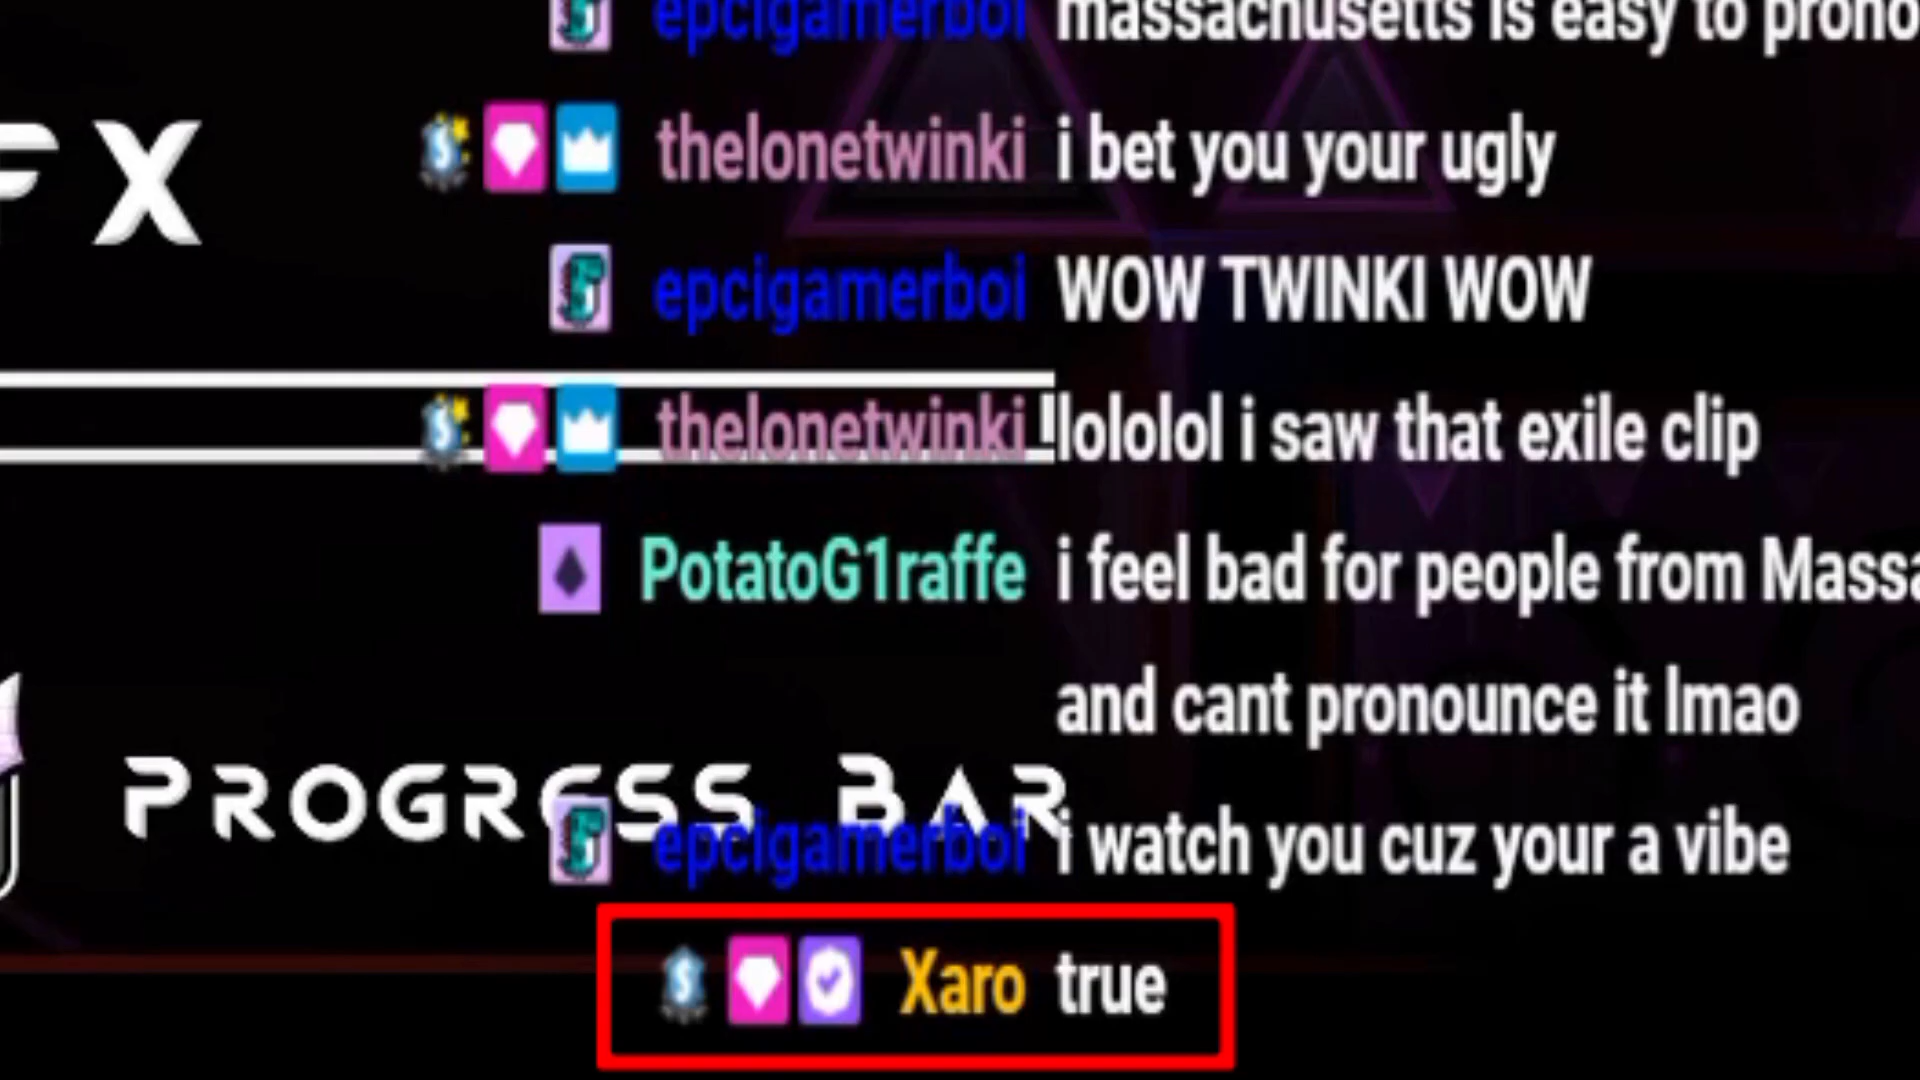 epcigamerboi massachusetts is easy to
FX
thelonetwinki i bet you your ugly
epcigamerboi WOW TWINKI WOW
thelonetwinki lololol i saw that exile clip
PotatoG1raffe i feel bad for people from
and cant pronounce it lmao
PROGRESS BAR
epcigamerboi i watch you cuz your a vibe
Xaro true